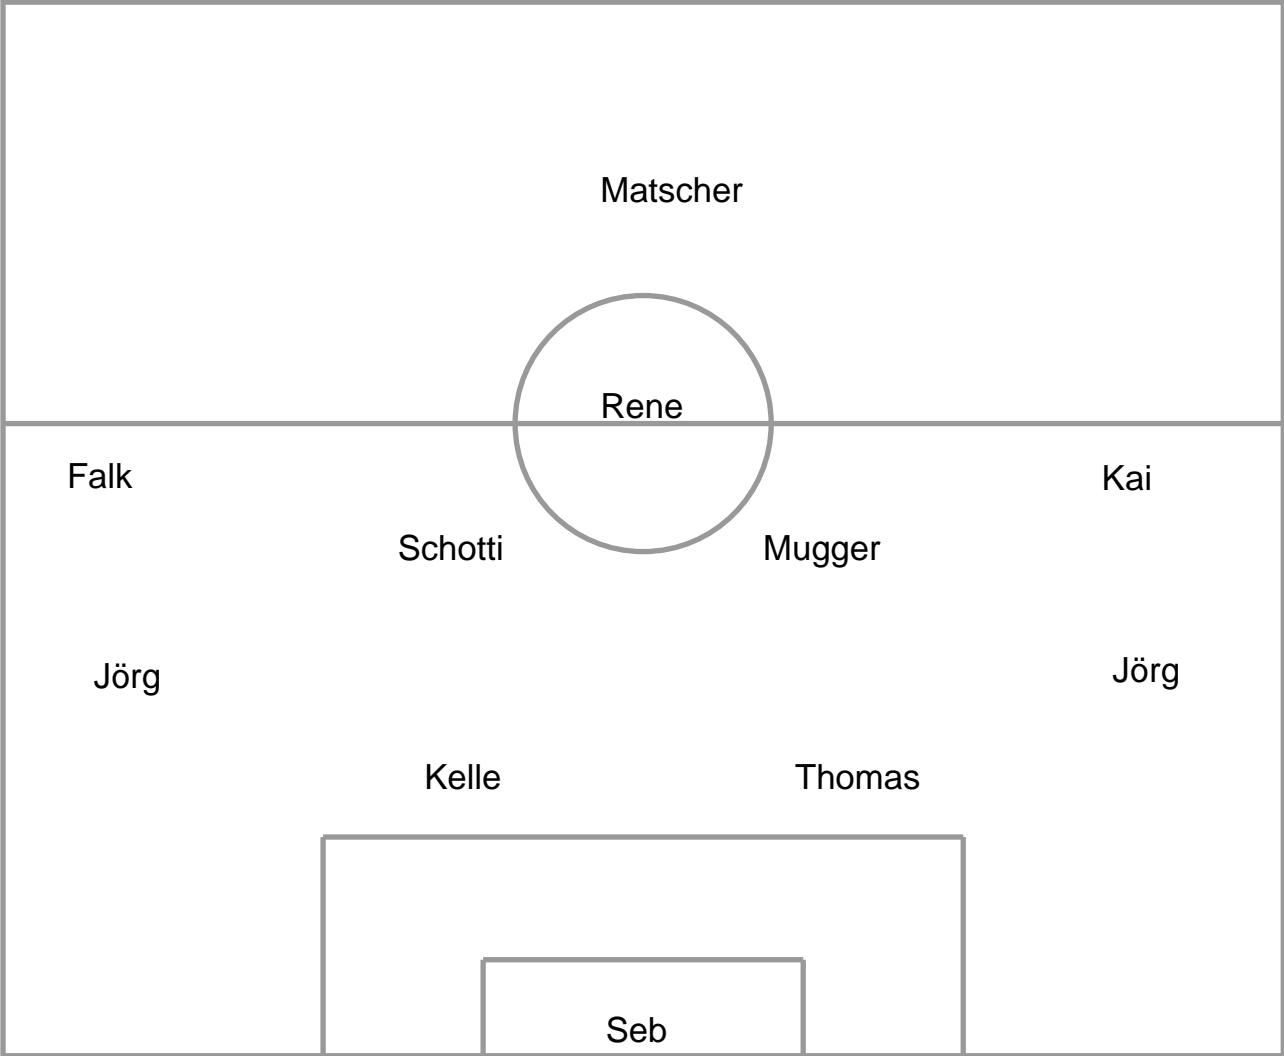 Matscher
Rene
Falk
Kai
Schotti
Mugger
Jörg
Jörg
Kelle
Thomas
Seb